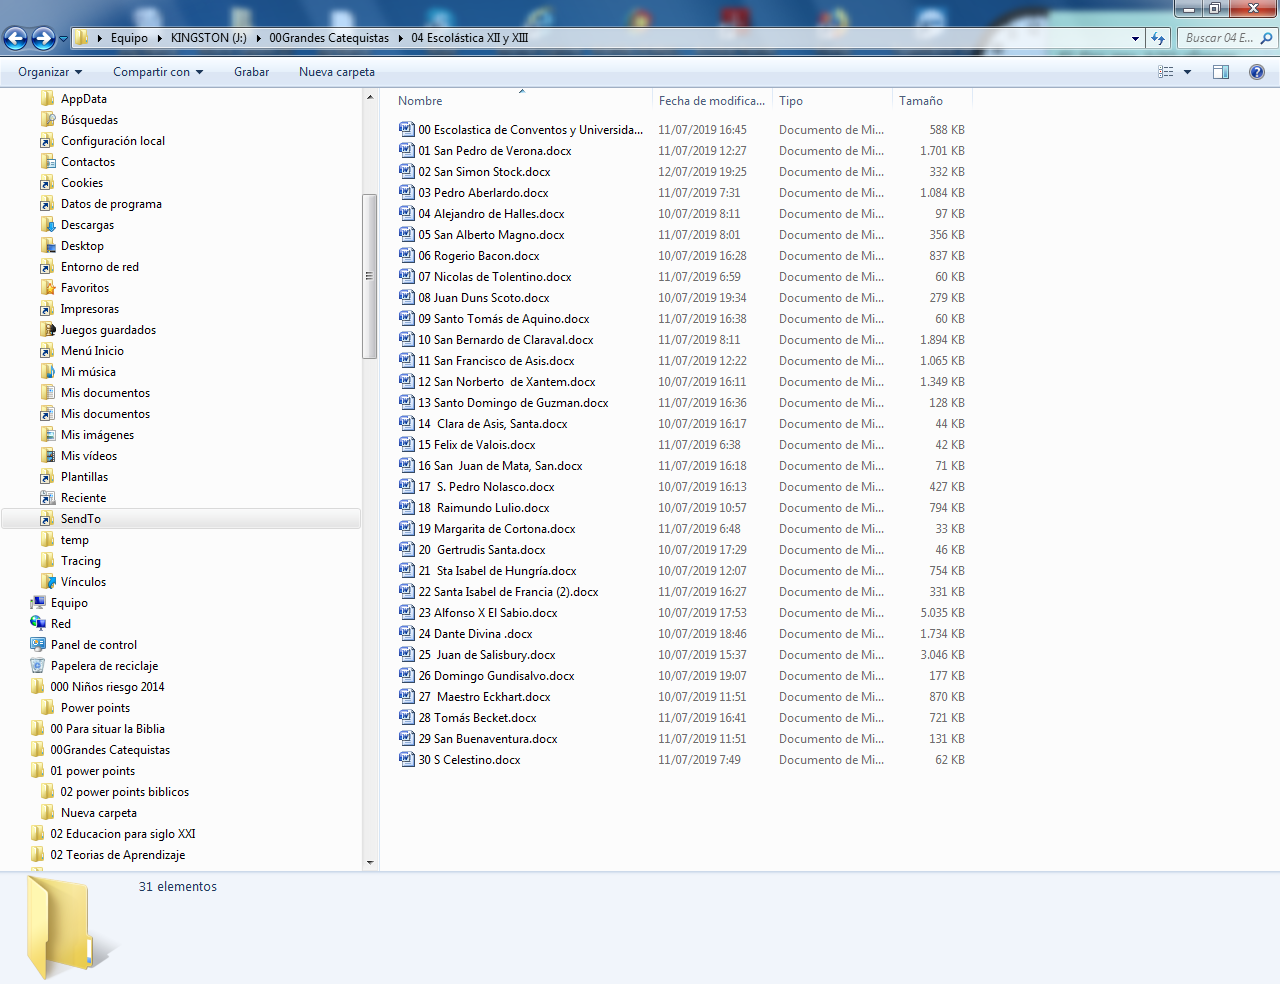 Equipo ▸ KINGSTON (J:) ▸ 00Grandes Catequistas ▸ 04 Escolástica XII y XIII
Buscar 04 E...
Organizar Compartir con Grabar Nueva carpeta
AppData
Búsquedas
Configuración local
Contactos
Cookies
Datos de programa
Descargas
Desktop
Entorno de red
Favoritos
Impresoras
Juegos guardados
Menú Inicio
Mi música
Mis documentos
Mis documentos
Mis imágenes
Mis vídeos
Plantillas
Reciente
SendTo
temp
Tracing
Vínculos
Equipo
Red
Panel de control
Papelera de reciclaje
000 Niños riesgo 2014
Power points
00 Para situar la Biblia
00Grandes Catequistas
01 power points
02 power points biblicos
Nueva carpeta
02 Educacion para siglo XXI
02 Teorias de Aprendizaje
Nombre Fecha de modifica... Tipo Tamaño
00 Escolastica de Conventos y Universida... 11/07/2019 16:45 Documento de Mi... 588 KB
01 San Pedro de Verona.docx 11/07/2019 12:27 Documento de Mi... 1.701 KB
02 San Simon Stock.docx 12/07/2019 19:25 Documento de Mi... 332 KB
03 Pedro Aberlardo.docx 11/07/2019 7:31 Documento de Mi... 1.084 KB
04 Alejandro de Halles.docx 10/07/2019 8:11 Documento de Mi... 97 KB
05 San Alberto Magno.docx 11/07/2019 8:01 Documento de Mi... 356 KB
06 Rogerio Bacon.docx 10/07/2019 16:28 Documento de Mi... 837 KB
07 Nicolas de Tolentino.docx 11/07/2019 6:59 Documento de Mi... 60 KB
08 Juan Duns Scoto.docx 10/07/2019 19:34 Documento de Mi... 279 KB
09 Santo Tomás de Aquino.docx 11/07/2019 16:38 Documento de Mi... 60 KB
10 San Bernardo de Claraval.docx 11/07/2019 8:11 Documento de Mi... 1.894 KB
11 San Francisco de Asis.docx 11/07/2019 12:22 Documento de Mi... 1.065 KB
12 San Norberto  de Xantem.docx 10/07/2019 16:11 Documento de Mi... 1.349 KB
13 Santo Domingo de Guzman.docx 11/07/2019 16:36 Documento de Mi... 128 KB
14  Clara de Asis, Santa.docx 10/07/2019 16:17 Documento de Mi... 44 KB
15 Felix de Valois.docx 11/07/2019 6:38 Documento de Mi... 42 KB
16 San  Juan de Mata, San.docx 11/07/2019 16:18 Documento de Mi... 71 KB
17  S. Pedro Nolasco.docx 10/07/2019 16:13 Documento de Mi... 427 KB
18  Raimundo Lulio.docx 10/07/2019 10:57 Documento de Mi... 794 KB
19 Margarita de Cortona.docx 11/07/2019 6:48 Documento de Mi... 33 KB
20  Gertrudis Santa.docx 10/07/2019 17:29 Documento de Mi... 46 KB
21  Sta Isabel de Hungría.docx 10/07/2019 12:07 Documento de Mi... 754 KB
22 Santa Isabel de Francia (2).docx 11/07/2019 16:27 Documento de Mi... 331 KB
23 Alfonso X El Sabio.docx 10/07/2019 17:53 Documento de Mi... 5.035 KB
24 Dante Divina .docx 10/07/2019 18:46 Documento de Mi... 1.734 KB
25  Juan de Salisbury.docx 10/07/2019 15:37 Documento de Mi... 3.046 KB
26 Domingo Gundisalvo.docx 10/07/2019 19:07 Documento de Mi... 177 KB
27  Maestro Eckhart.docx 10/07/2019 11:51 Documento de Mi... 870 KB
28 Tomás Becket.docx 11/07/2019 16:41 Documento de Mi... 721 KB
29 San Buenaventura.docx 11/07/2019 11:51 Documento de Mi... 131 KB
30 S Celestino.docx 11/07/2019 7:49 Documento de Mi... 62 KB
31 elementos